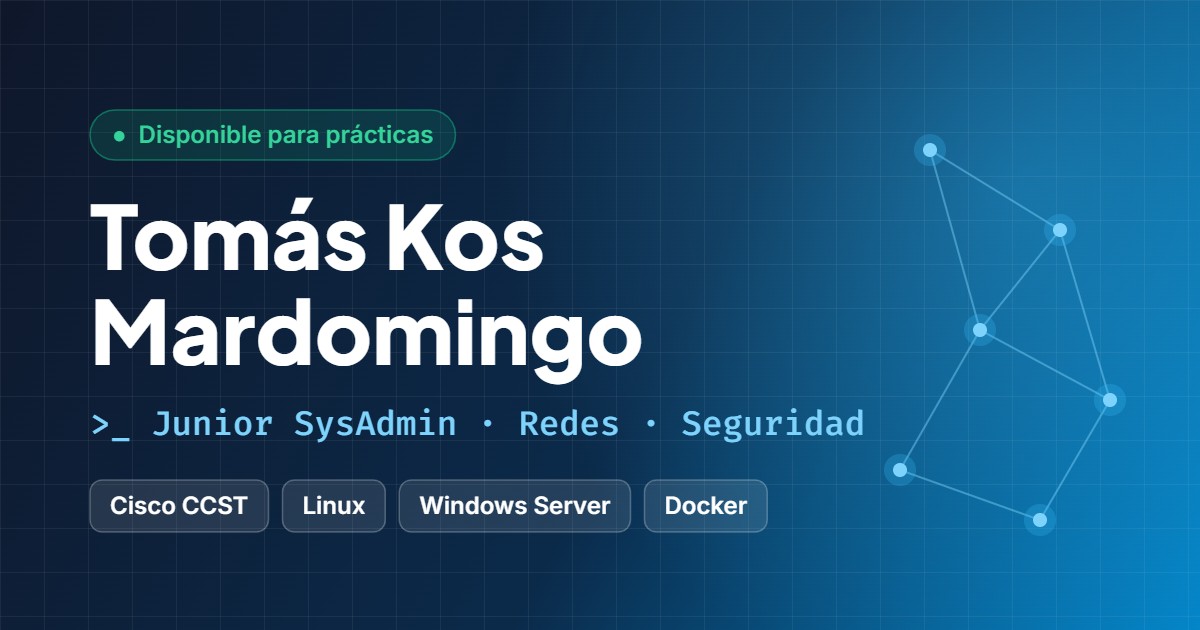 Disponible para prácticas
Tomás Kos
Mardomingo
>_ Junior SysAdmin · Redes · Seguridad
Cisco CCST Linux Windows Server Docker